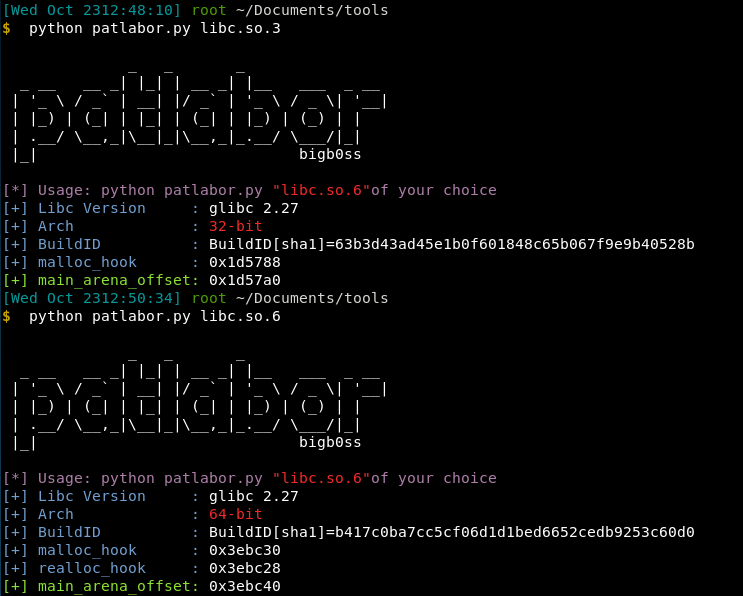 [Wed Oct 2312:48:10] root ~/Documents/tools
$  python patlabor.py libc.so.3
              _   _       _
  _ __   __ _| |_| | __ _| |__   ___  _ __
 | '_ \ / _` | __| |/ _` | '_ \ / _ \| '__|
 | |_) | (_| | |_| | (_| | |_) | (_) | |
 | .__/ \__,_|\__|_|\__,_|_.__/ \___/|_|
 |_|                             bigb0ss
[*] Usage: python patlabor.py "libc.so.6"of your choice
[+] Libc Version     : glibc 2.27
[+] Arch             : 32-bit
[+] BuildID          : BuildID[sha1]=63b3d43ad45e1b0f601848c65b067f9e9b40528b
[+] malloc_hook      : 0x1d5788
[+] main_arena_offset: 0x1d57a0
[Wed Oct 2312:50:34] root ~/Documents/tools
$  python patlabor.py libc.so.6
              _   _       _
  _ __   __ _| |_| | __ _| |__   ___  _ __
 | '_ \ / _` | __| |/ _` | '_ \ / _ \| '__|
 | |_) | (_| | |_| | (_| | |_) | (_) | |
 | .__/ \__,_|\__|_|\__,_|_.__/ \___/|_|
 |_|                             bigb0ss
[*] Usage: python patlabor.py "libc.so.6"of your choice
[+] Libc Version     : glibc 2.27
[+] Arch             : 64-bit
[+] BuildID          : BuildID[sha1]=b417c0ba7cc5cf06d1d1bed6652cedb9253c60d0
[+] malloc_hook      : 0x3ebc30
[+] realloc_hook     : 0x3ebc28
[+] main_arena_offset: 0x3ebc40